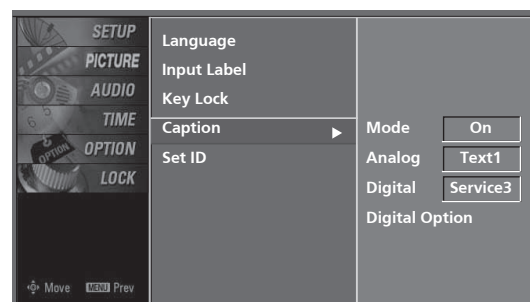 SETUP
PICTURE
AUDIO
TIME
OPTION
LOCK
Move MENU Prev
Language
Input Label
Key Lock
Caption
Set ID
Mode On
Analog Text1
Digital Service3
Digital Option